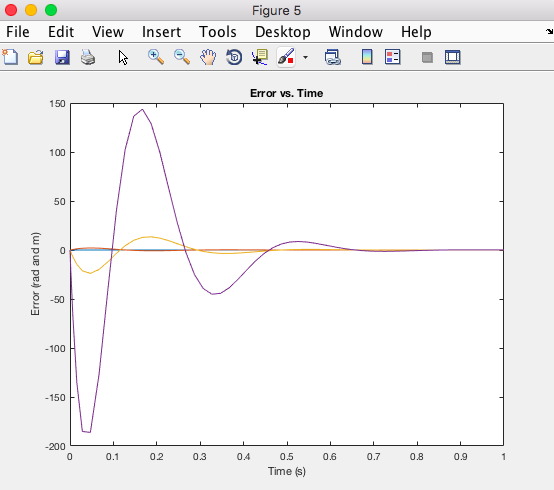 Figure 5
File Edit View Insert Tools Desktop Window Help
Error vs. Time
150
100
50
0
-50
-100
-150
-200
Error (rad and m)
0 0.1 0.2 0.3 0.4 0.5 0.6 0.7 0.8 0.9 1
Time (s)